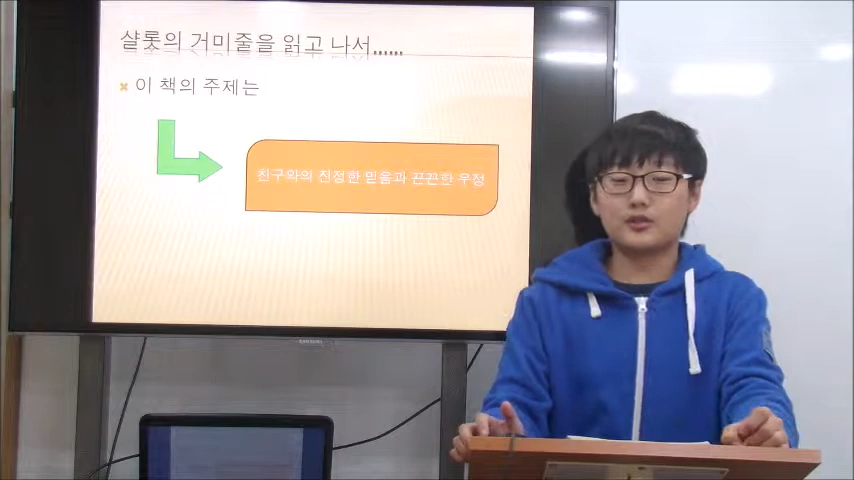 샬롯의 거미줄을 읽고 나서......
이 책의 주제는
친구와의 진정한 믿음과 끈끈한 우정
SAMSUNG